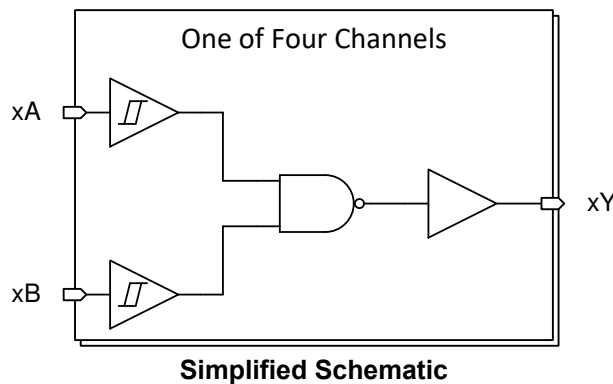 One of Four Channels
xA
xY
xB
Simplified Schematic